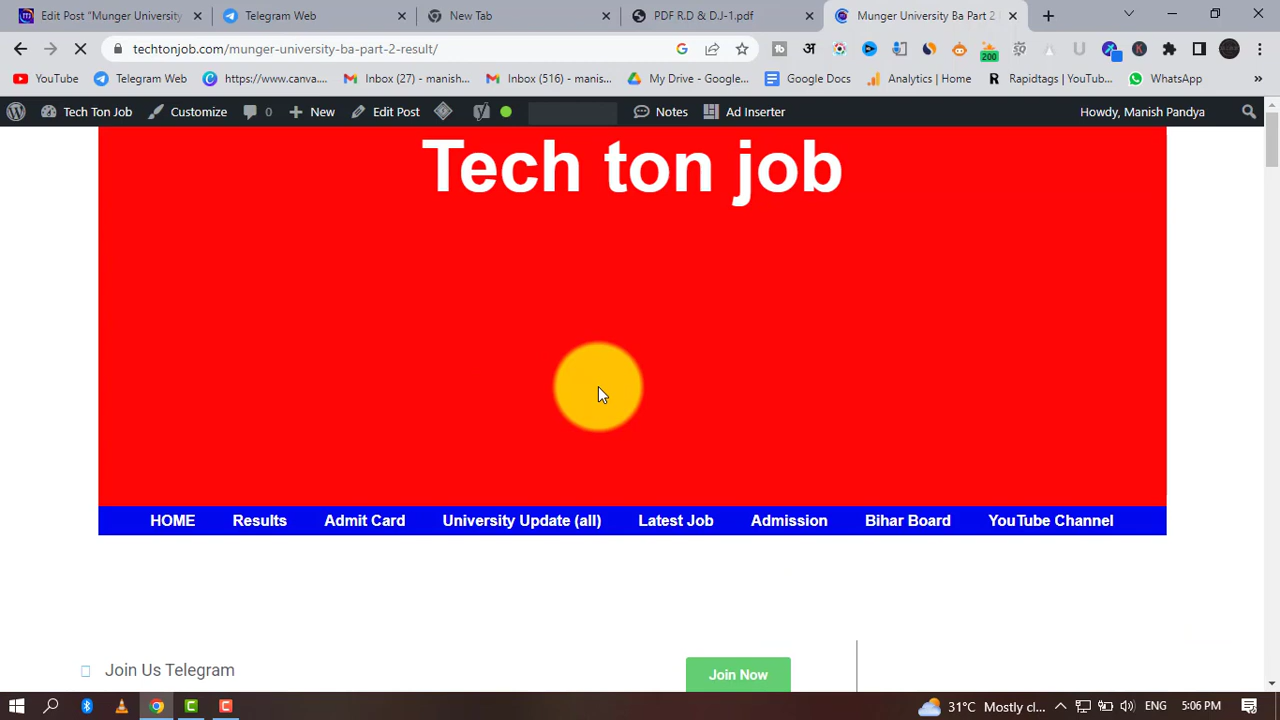 Edit Post "Munger University
Telegram Web
New Tab
PDF R.D & DJ-1.pdf
Munger University Ba Part 2
techtonjob.com/munger-university-ba-part-2-result/
YouTube
Telegram Web
https://www.canva....
Inbox (27) - manish...
Inbox (516) - manis...
My Drive - Google...
Google Docs
Analytics | Home
Rapidtags | YouTub...
WhatsApp
»
अ
200
Tech Ton Job
Customize
0
New
Edit Post
Notes
Ad Inserter
Howdy, Manish Pandya
Tech ton job
HOME
Results
Admit Card
University Update (all)
Latest Job
Admission
Bihar Board
YouTube Channel
Join Us Telegram
Join Now
31°C Mostly cl...
ENG
5:06 PM